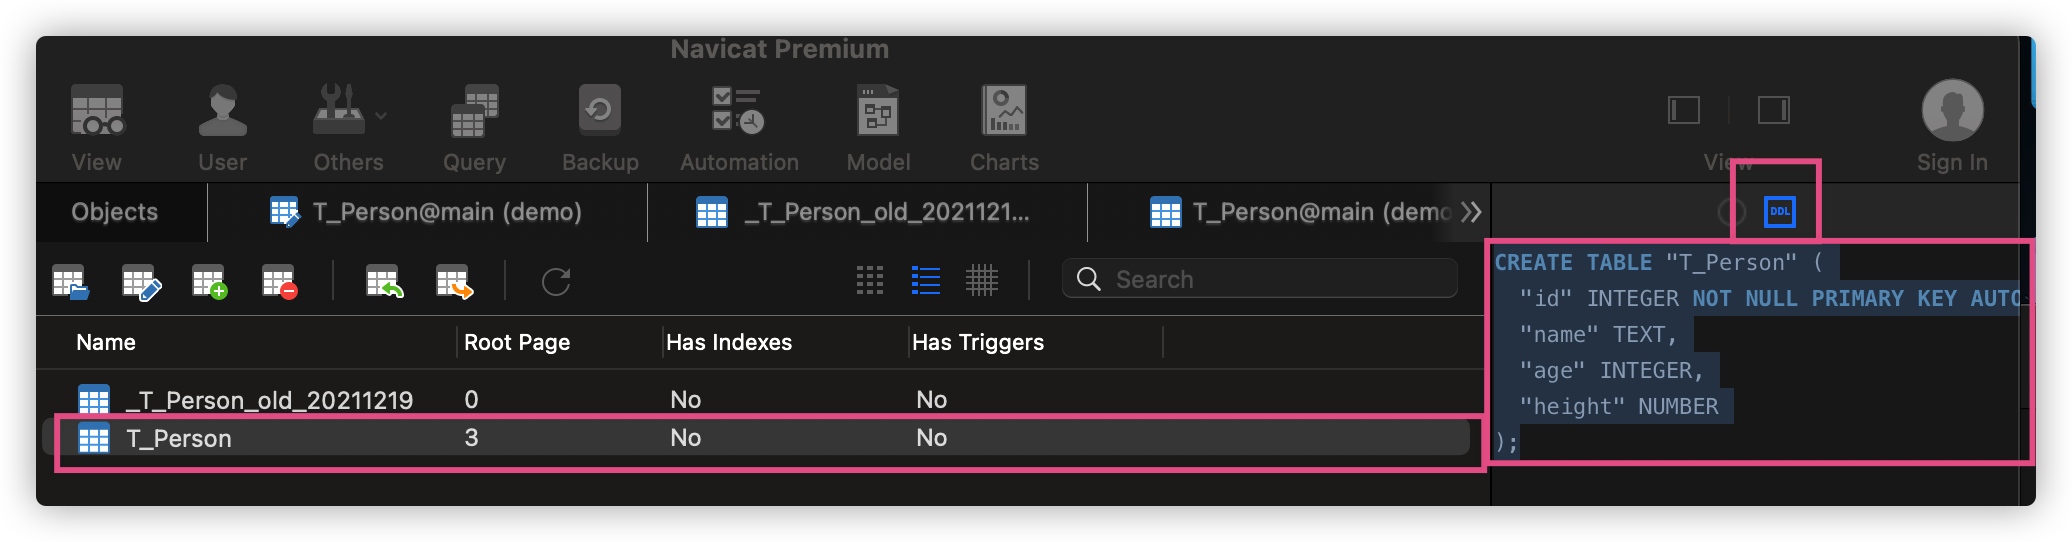 Navicat Premium
View User Others Query Backup Automation Model Charts View Sign In
Objects T_Person@main (demo) _T_Person_old_2021121... T_Person@main (demo DDL
Search
Name Root Page Has Indexes Has Triggers
_T_Person_old_20211219 0 No No
T_Person 3 No No
CREATE TABLE "T_Person" (
"id" INTEGER NOT NULL PRIMARY KEY AUTO
"name" TEXT,
"age" INTEGER,
"height" NUMBER
);